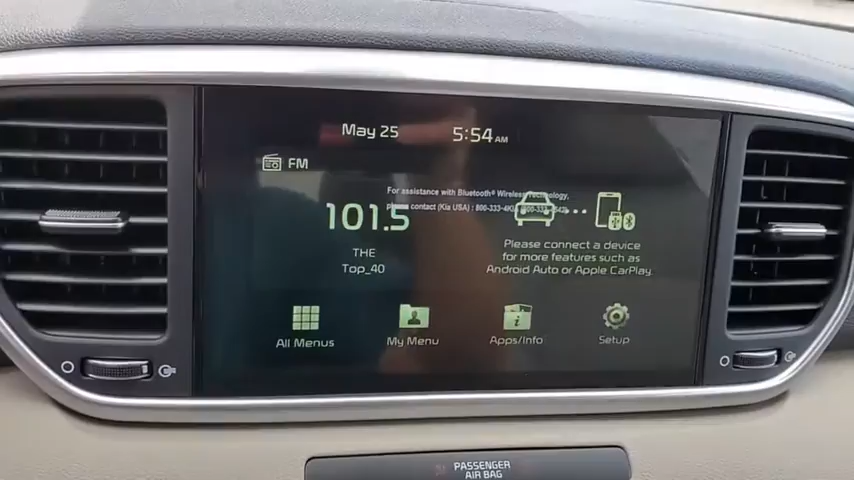 May 25 5:54 AM
FM
For assistance with Bluetooth® Wireless Technology,
please contact (Kia USA) : 800-333-4KIA
101.5
THE
Top_40
Please connect a device
for more features such as
Android Auto or Apple CarPlay.
All Menus My Menu Apps/Info Setup
PASSENGER
AIR BAG